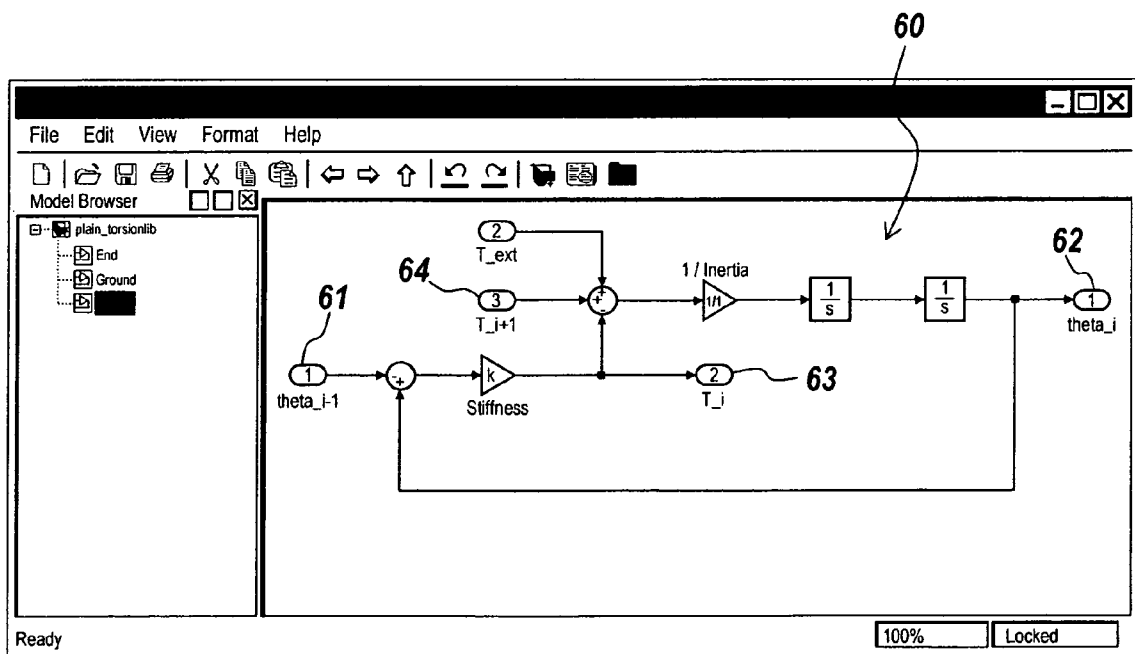 60
File Edit View Format Help
Model Browser
plain_torsionlib
End
Ground
2
T_ext
64
3
T_i+1
+
+
-
1 / Inertia
1/1
1
s
1
s
62
1
theta_i
61
1
theta_i-1
-
+
k
Stiffness
2
T_i
63
Ready
100%
Locked